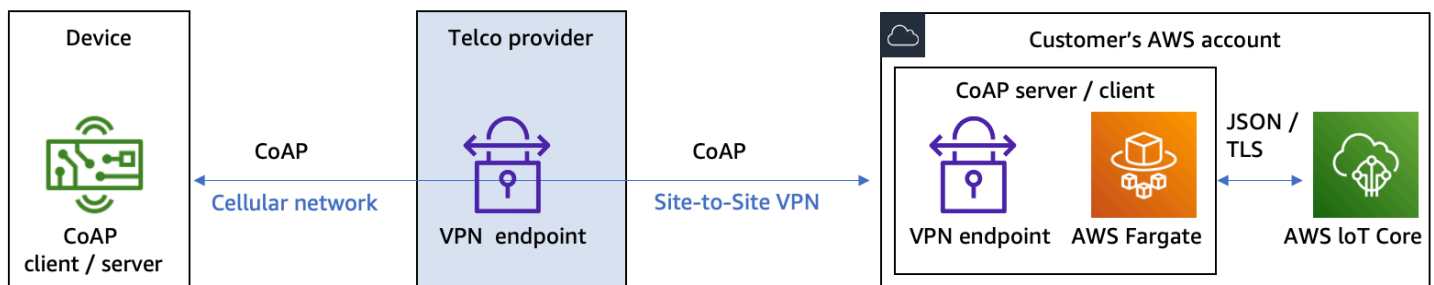 Device
CoAP
client / server
CoAP
Cellular network
Telco provider
VPN endpoint
CoAP
Site-to-Site VPN
Customer's AWS account
CoAP server / client
VPN endpoint
AWS Fargate
JSON /
TLS
AWS IoT Core